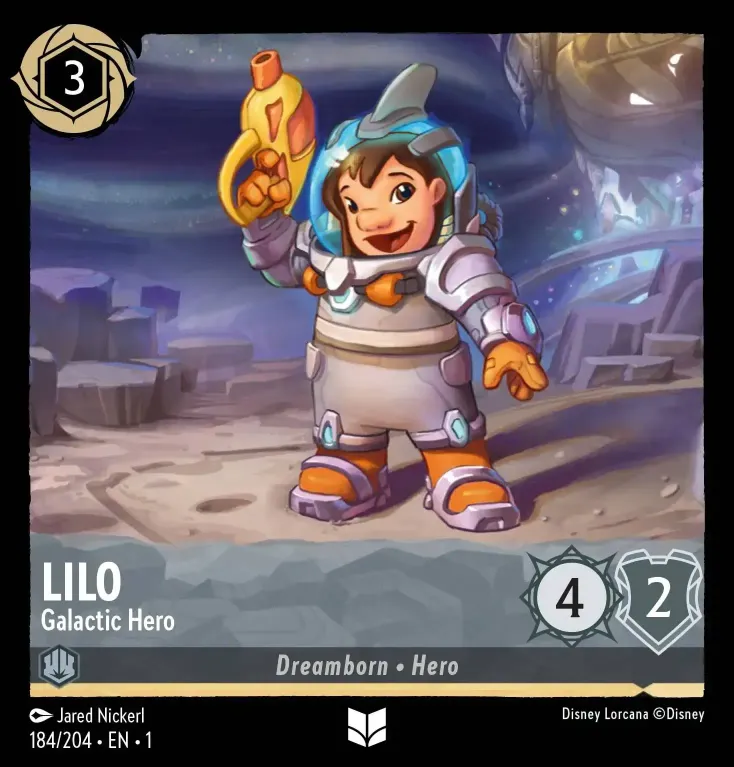 3
LILO
Galactic Hero
4
2
Dreamborn • Hero
Jared Nickerl
Disney Lorcana ©Disney
184/204 • EN • 1